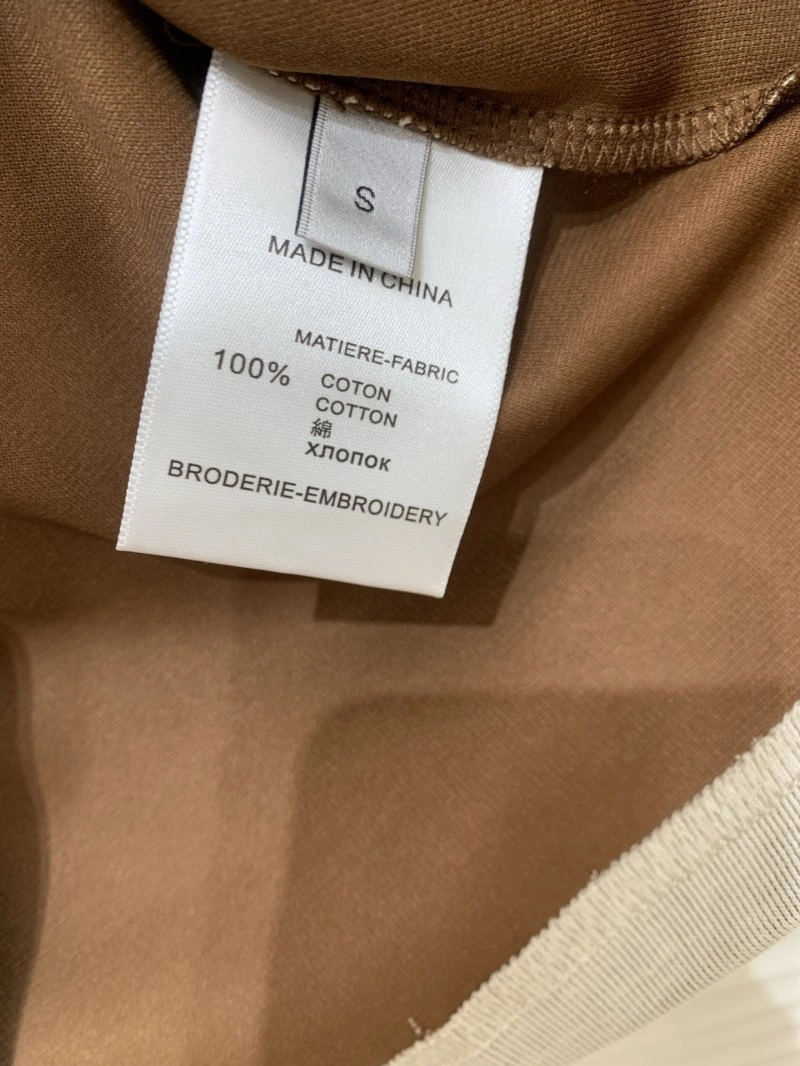 S
MADE IN CHINA
MATIERE-FABRIC
100% COTON
COTTON
綿
хлопок
BRODERIE-EMBROIDERY